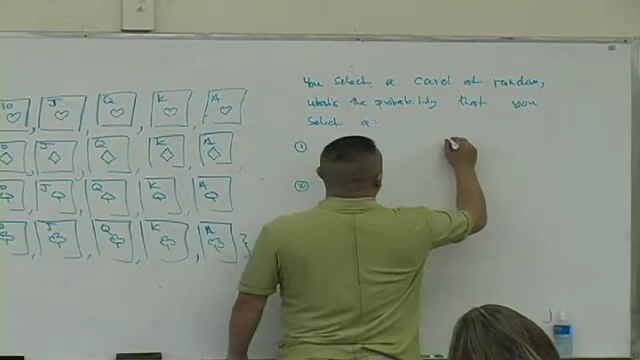 You select a card at random,
what's the probability that you
select a:
①
②
10 , J , Q , K , A
J , Q , K , A
J , Q , K , A
J , Q , K , A }